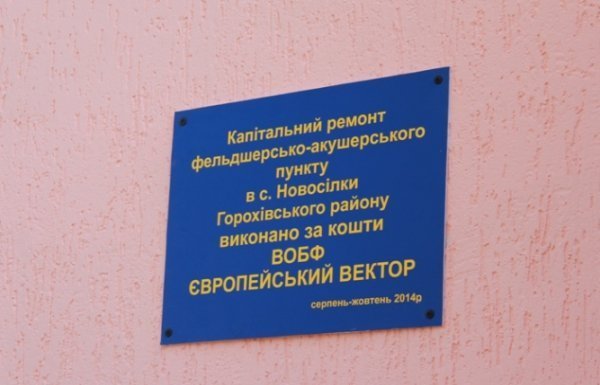 Капітальний ремонт
фельдшерсько-акушерського
пункту
в с. Новосілки
Горохівського району
виконано за кошти
ВОБФ
ЄВРОПЕЙСЬКИЙ ВЕКТОР
серпень-жовтень 2014р